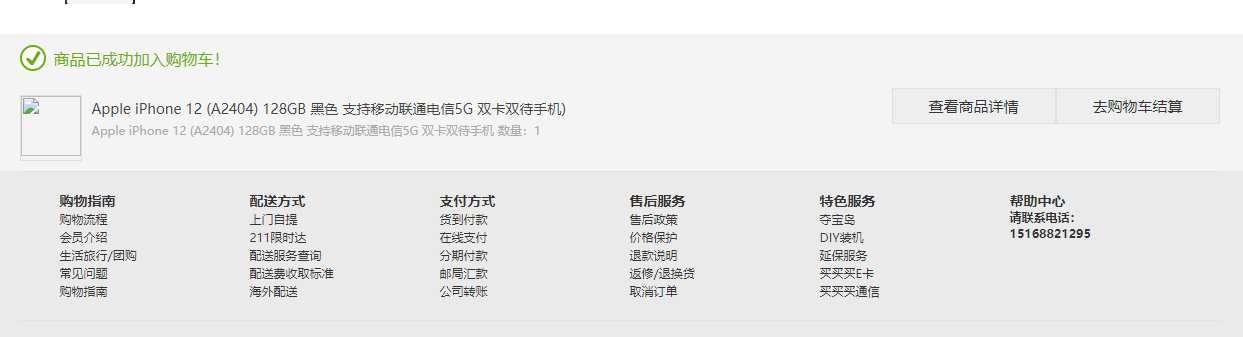 商品已成功加入购物车！
Apple iPhone 12 (A2404) 128GB 黑色 支持移动联通电信5G 双卡双待手机)
Apple iPhone 12 (A2404) 128GB 黑色 支持移动联通电信5G 双卡双待手机 数量：1
查看商品详情
去购物车结算
购物指南
购物流程
会员介绍
生活旅行/团购
常见问题
购物指南
配送方式
上门自提
211限时达
配送服务查询
配送费收取标准
海外配送
支付方式
货到付款
在线支付
分期付款
邮局汇款
公司转账
售后服务
售后政策
价格保护
退款说明
返修/退换货
取消订单
特色服务
夺宝岛
DIY装机
延保服务
买买买E卡
买买买通信
帮助中心
请联系电话：
15168821295